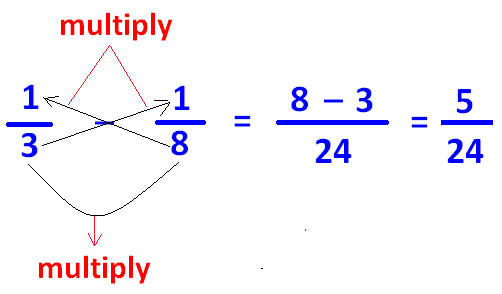 multiply
1/3 – 1/8 = (8 – 3)/24 = 5/24
multiply